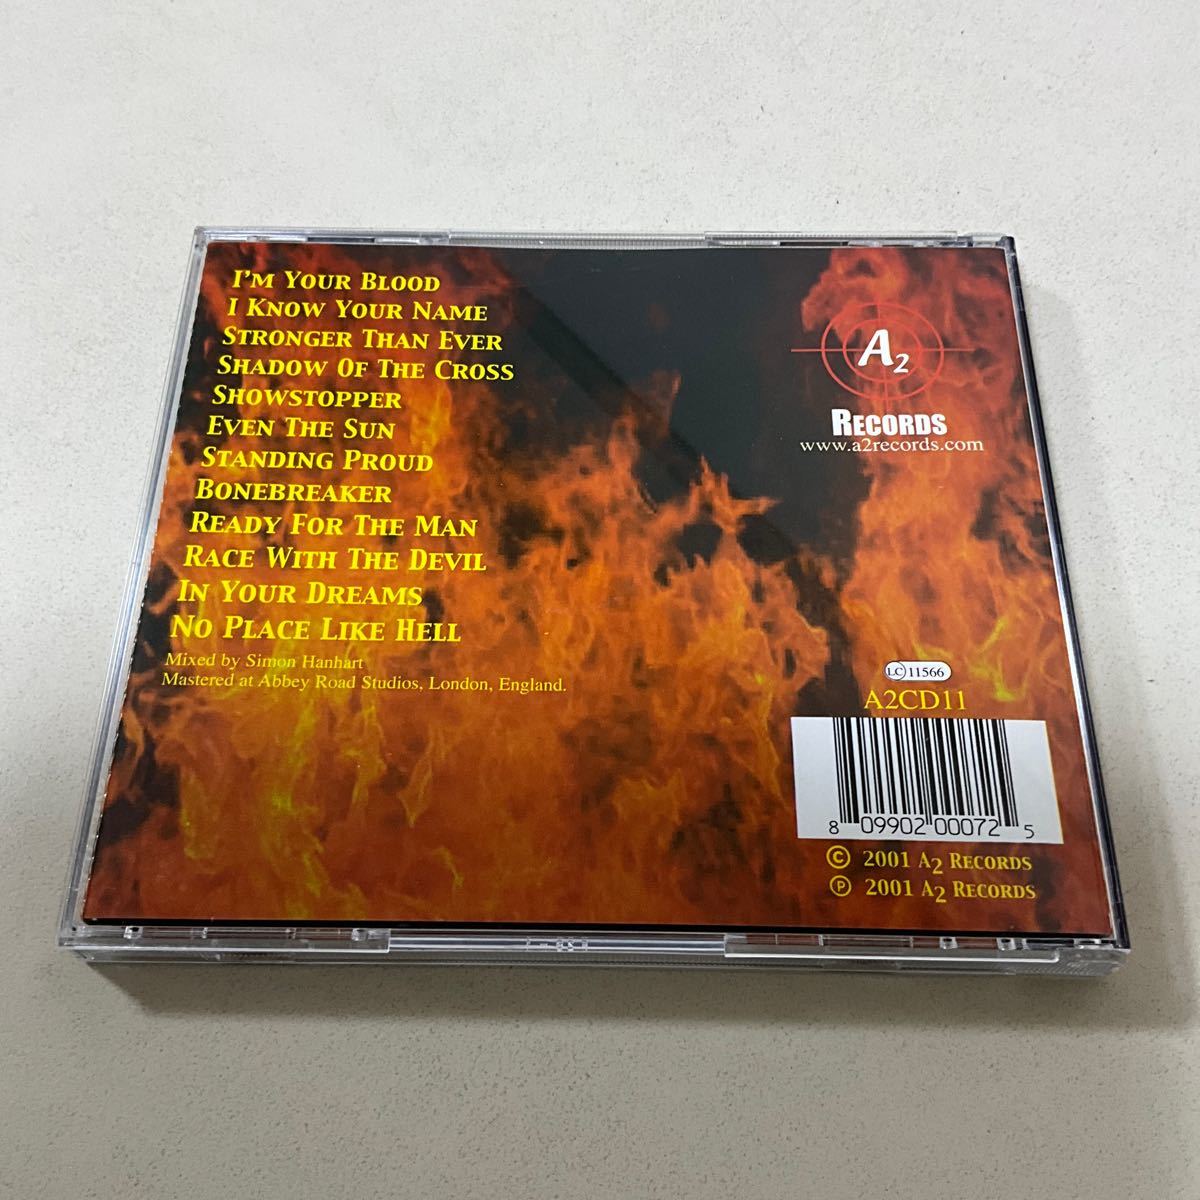 I'm Your Blood
I Know Your Name
Stronger Than Ever
Shadow Of The Cross
Showstopper
Even The Sun
Standing Proud
Bonebreaker
Ready For The Man
Race With The Devil
In Your Dreams
No Place Like Hell
Mixed by Simon Hanhart
Mastered at Abbey Road Studios, London, England.
A2
Records
www.a2records.com
LC 11566
A2CD11
8 09902 00072 5
© 2001 A2 Records
℗ 2001 A2 Records